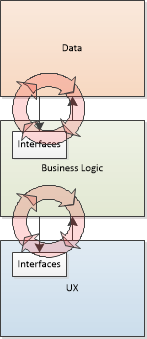 Data
Interfaces
Business Logic
Interfaces
UX